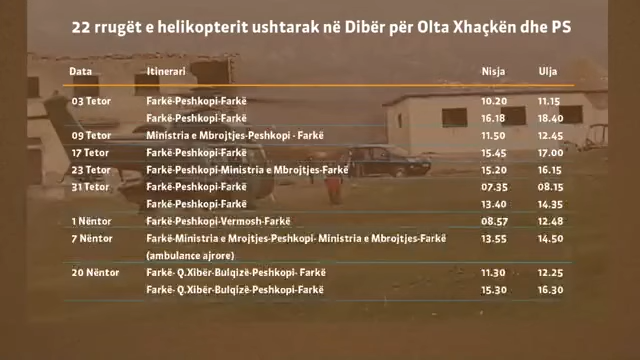 22 rrugët e helikopterit ushtarak në Dibër për Olta Xhaçkën dhe PS
Data Itinerari Nisja Ulja
03 Tetor Farkë-Peshkopi-Farkë 10.20 11.15
Farkë-Peshkopi-Farkë 16.18 18.40
09 Tetor Ministria e Mbrojtjes-Peshkopi - Farkë 11.50 12.45
17 Tetor Farkë-Peshkopi-Farkë 15.45 17.00
23 Tetor Farkë-Peshkopi-Ministria e Mbrojtjes-Farkë 15.20 16.15
31 Tetor Farkë-Peshkopi-Farkë 07.35 08.15
Farkë-Peshkopi-Farkë 13.40 14.35
1 Nëntor Farkë-Peshkopi-Vermosh-Farkë 08.57 12.48
7 Nëntor Farkë-Ministria e Mrojtjes-Peshkopi- Ministria e Mbrojtjes-Farkë 13.55 14.50
(ambulance ajrore)
20 Nëntor Farkë- Q.Xibër-Bulqizë-Peshkopi- Farkë 11.30 12.25
Farkë- Q.Xibër-Bulqizë-Peshkopi-Farkë 15.30 16.30